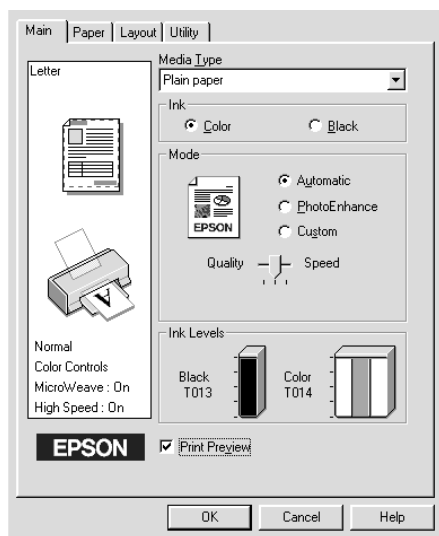 Main Paper Layout Utility
Letter
Media Type
Plain paper
Ink
Color Black
Mode
EPSON
Automatic
PhotoEnhance
Custom
Quality Speed
A
Normal
Color Controls
MicroWeave : On
High Speed : On
Ink Levels
Black
T013
Color
T014
EPSON
Print Preview
OK Cancel Help